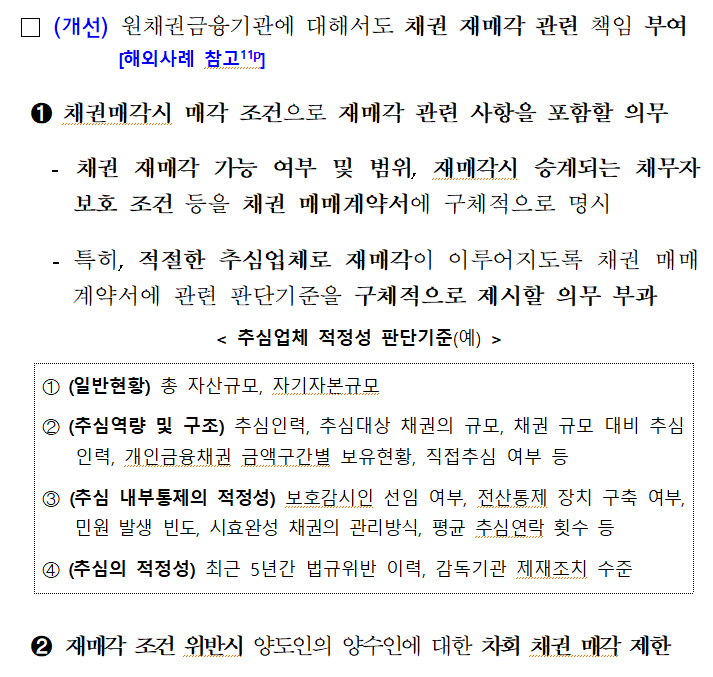 □ (개선) 원채권금융기관에 대해서도 채권 재매각 관련 책임 부여
[해외사례 참고11p]
❶ 채권매각시 매각 조건으로 재매각 관련 사항을 포함할 의무
- 채권 재매각 가능 여부 및 범위, 재매각시 승계되는 채무자
보호 조건 등을 채권 매매계약서에 구체적으로 명시
- 특히, 적절한 추심업체로 재매각이 이루어지도록 채권 매매
계약서에 관련 판단기준을 구체적으로 제시할 의무 부과
< 추심업체 적정성 판단기준(예) >
① (일반현황) 총 자산규모, 자기자본규모
② (추심역량 및 구조) 추심인력, 추심대상 채권의 규모, 채권 규모 대비 추심
인력, 개인금융채권 금액구간별 보유현황, 직접추심 여부 등
③ (추심 내부통제의 적정성) 보호감시인 선임 여부, 전산통제 장치 구축 여부,
민원 발생 빈도, 시효완성 채권의 관리방식, 평균 추심연락 횟수 등
④ (추심의 적정성) 최근 5년간 법규위반 이력, 감독기관 제재조치 수준
❷ 재매각 조건 위반시 양도인의 양수인에 대한 차회 채권 매각 제한